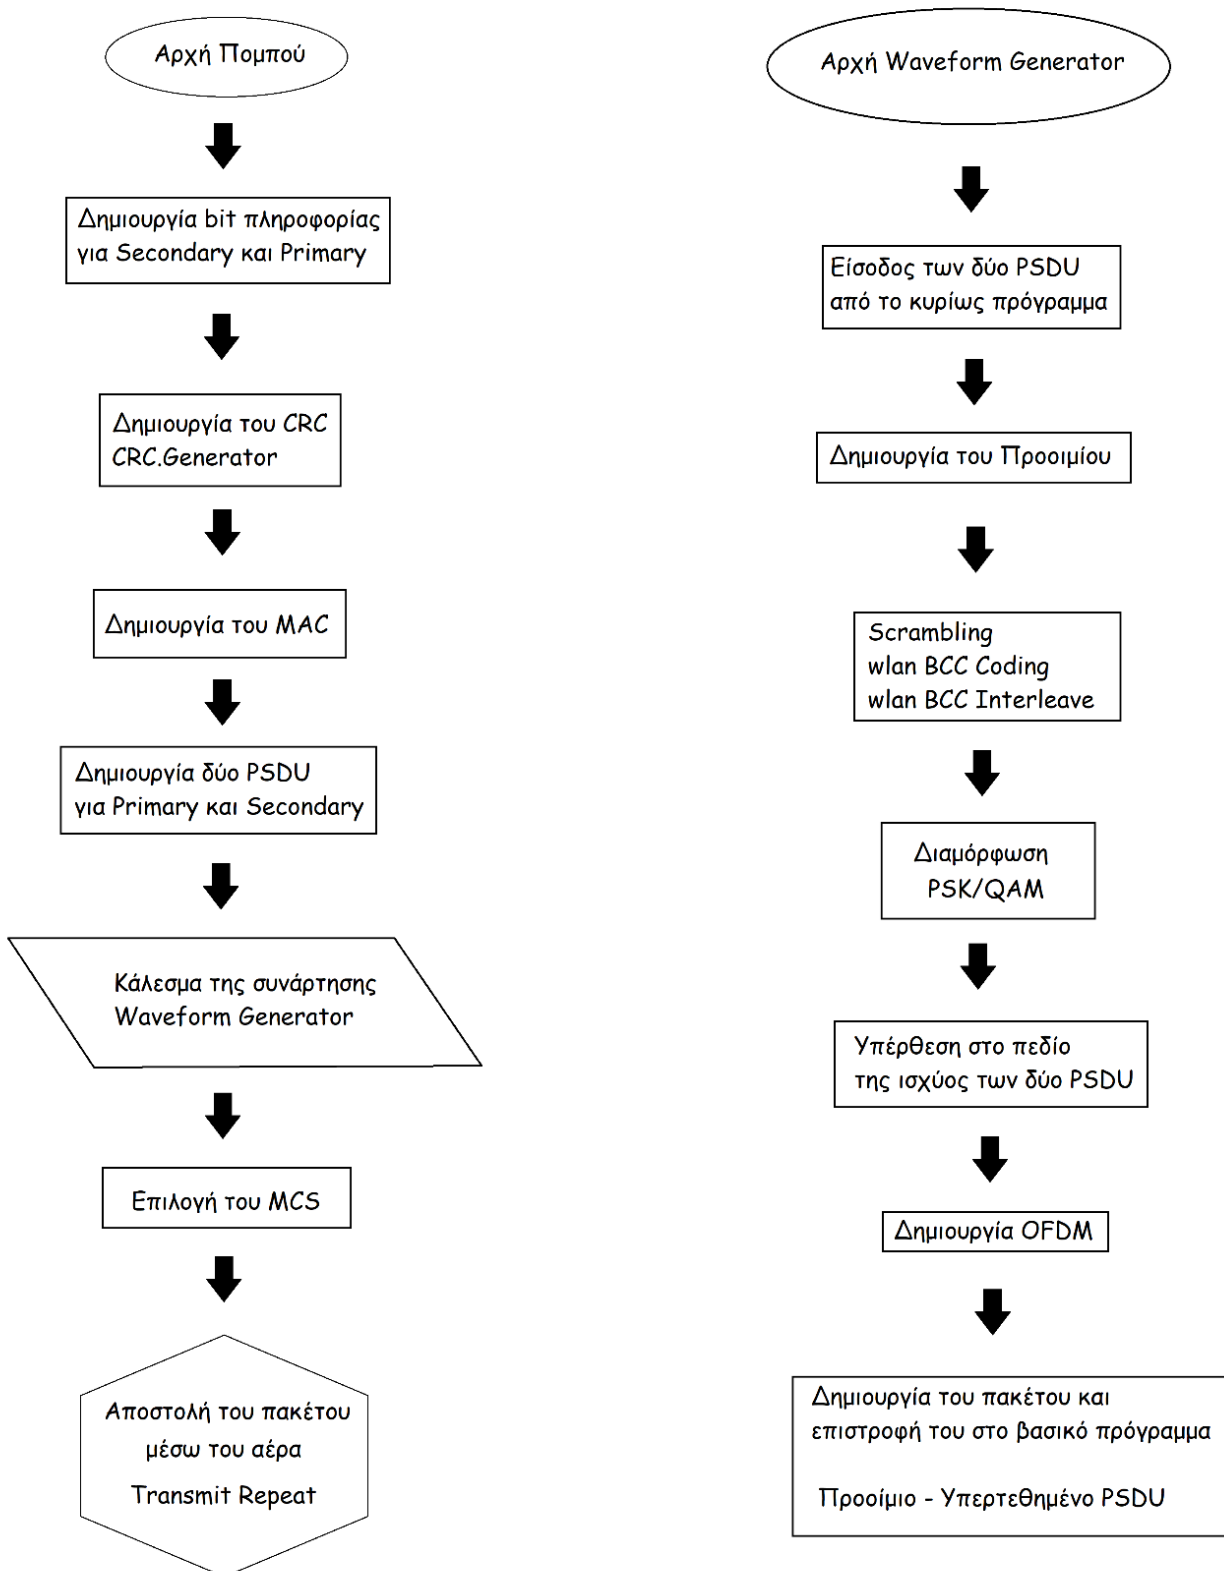 Αρχή Πομπού
Δημιουργία bit πληροφορίας
για Secondary και Primary
Δημιουργία του CRC
CRC.Generator
Δημιουργία του MAC
Δημιουργία δύο PSDU
για Primary και Secondary
Κάλεσμα της συνάρτησης
Waveform Generator
Επιλογή του MCS
Αποστολή του πακέτου
μέσω του αέρα
Transmit Repeat
Αρχή Waveform Generator
Είσοδος των δύο PSDU
από το κυρίως πρόγραμμα
Δημιουργία του Προοιμίου
Scrambling
wlan BCC Coding
wlan BCC Interleave
Διαμόρφωση
PSK/QAM
Υπέρθεση στο πεδίο
της ισχύος των δύο PSDU
Δημιουργία OFDM
Δημιουργία του πακέτου και
επιστροφή του στο βασικό πρόγραμμα
Προοίμιο - Υπερτεθημένο PSDU